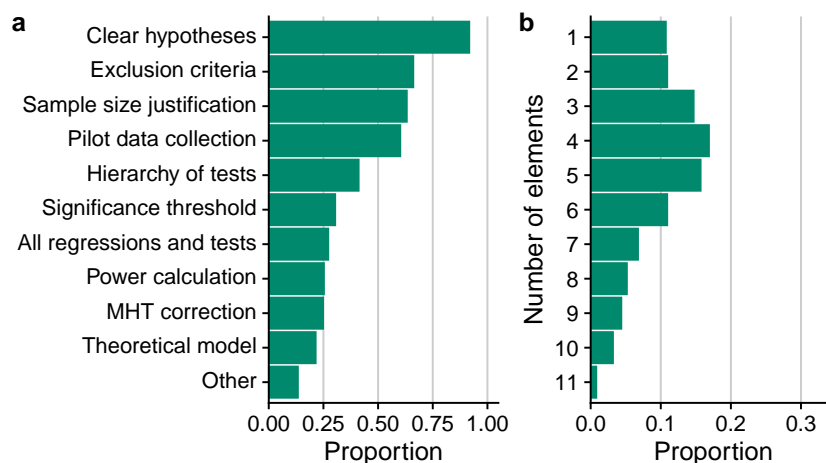 a
Clear hypotheses
Exclusion criteria
Sample size justification
Pilot data collection
Hierarchy of tests
Significance threshold
All regressions and tests
Power calculation
MHT correction
Theoretical model
Other
0.00 0.25 0.50 0.75 1.00
Proportion
b
Number of elements
1
2
3
4
5
6
7
8
9
10
11
0.0 0.1 0.2 0.3
Proportion